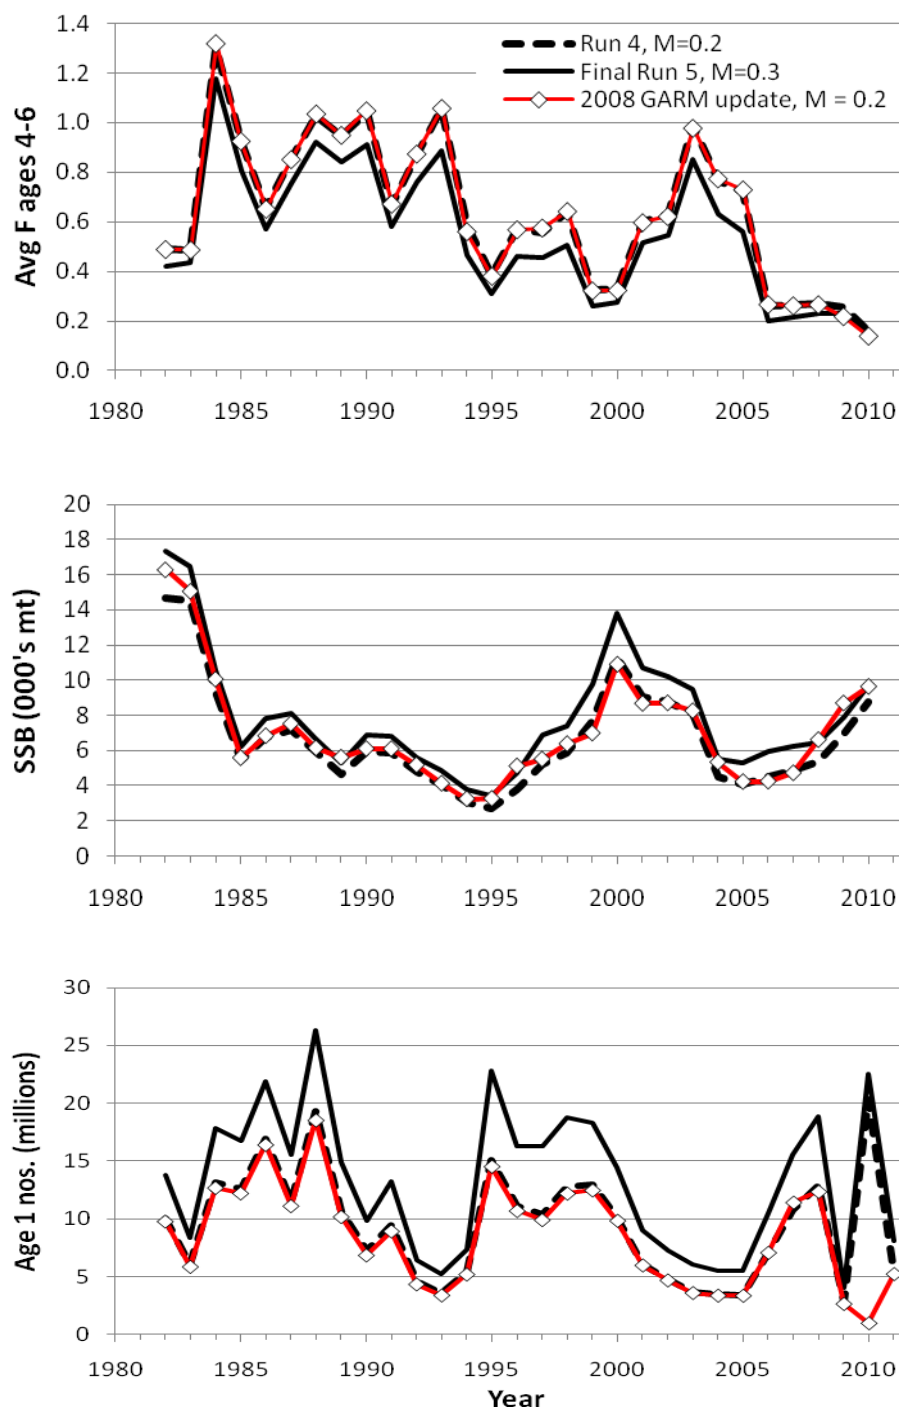 Avg F ages 4-6
1.4
1.2
1.0
0.8
0.6
0.4
0.2
0.0
Run 4, M=0.2
Final Run 5, M=0.3
2008 GARM update, M = 0.2
1980 1985 1990 1995 2000 2005 2010
SSB (000's mt)
20
18
16
14
12
10
8
6
4
2
0
1980 1985 1990 1995 2000 2005 2010
Age 1 nos. (millions)
30
25
20
15
10
5
0
1980 1985 1990 1995 2000 2005 2010
Year